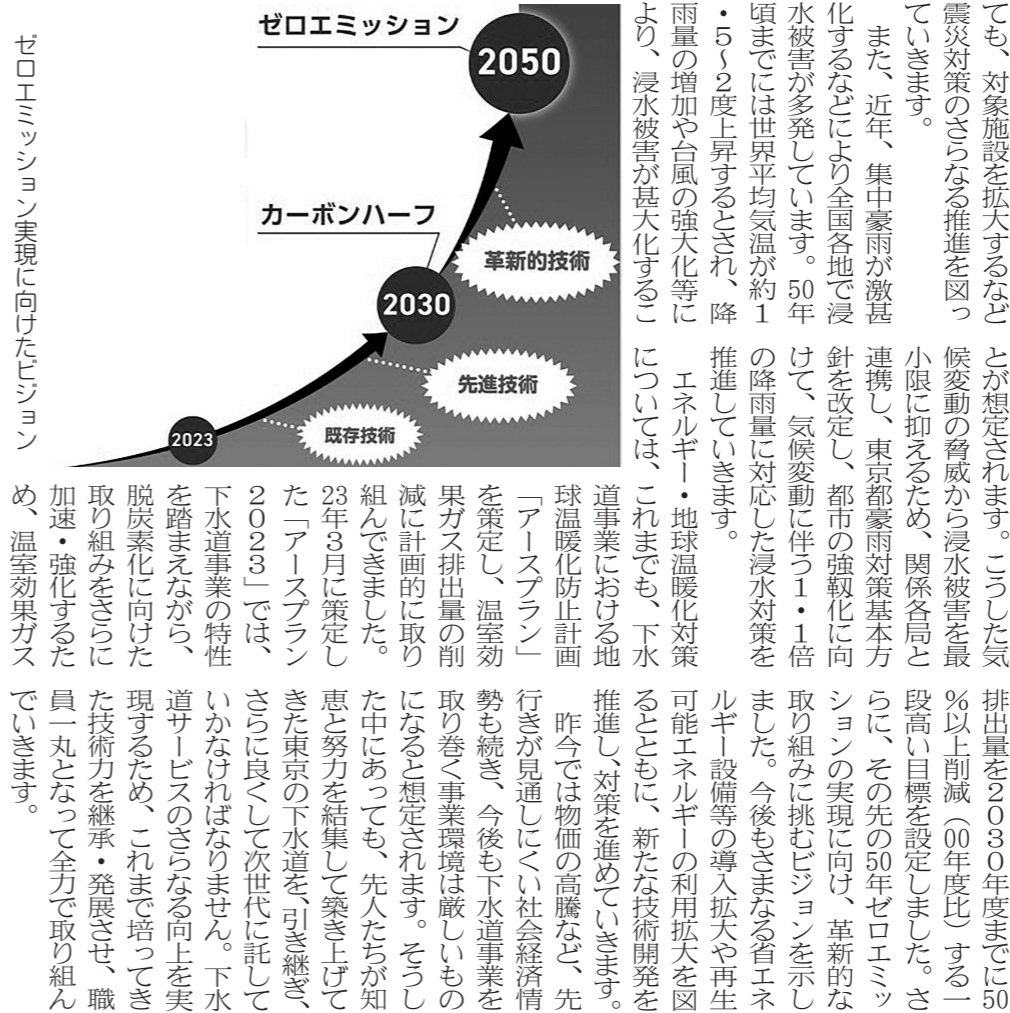 ても、対象施設を拡大するなど
震災対策のさらなる推進を図っ
ていきます。
また、近年、集中豪雨が激甚
化するなどにより全国各地で浸
水被害が多発しています。50年
頃までには世界平均気温が約１
・５〜２度上昇するとされ、降
雨量の増加や台風の強大化等に
より、浸水被害が甚大化するこ
とが想定されます。こうした気
候変動の脅威から浸水被害を最
小限に抑えるため、関係各局と
連携し、東京都豪雨対策基本方
針を改定し、都市の強靱化に向
けて、気候変動に伴う１・１倍
の降雨量に対応した浸水対策を
推進していきます。
エネルギー・地球温暖化対策
については、これまでも、下水
道事業における地
球温暖化防止計画
「アースプラン」
を策定し、温室効
果ガス排出量の削
減に計画的に取り
組んできました。
23年３月に策定し
た「アースプラン
２０２３」では、
下水道事業の特性
を踏まえながら、
脱炭素化に向けた
取り組みをさらに
加速・強化するた
め、温室効果ガス
排出量を２０３０年度までに50
％以上削減（00年度比）する一
段高い目標を設定しました。さ
らに、その先の50年ゼロエミッ
ションの実現に向け、革新的な
取り組みに挑むビジョンを示し
ました。今後もさまなる省エネ
ルギー設備等の導入拡大や再生
可能エネルギーの利用拡大を図
るとともに、新たな技術開発を
推進し、対策を進めていきます。
昨今では物価の高騰など、先
行きが見通しにくい社会経済情
勢も続き、今後も下水道事業を
取り巻く事業環境は厳しいもの
になると想定されます。そうし
た中にあっても、先人たちが知
恵と努力を結集して築き上げて
きた東京の下水道を、引き継ぎ、
さらに良くして次世代に託して
いかなければなりません。下水
道サービスのさらなる向上を実
現するため、これまで培ってき
た技術力を継承・発展させ、職
員一丸となって全力で取り組ん
でいきます。
ゼロエミッション
2050
カーボンハーフ
革新的技術
2030
先進技術
2023
既存技術
ゼロエミッション実現に向けたビジョン